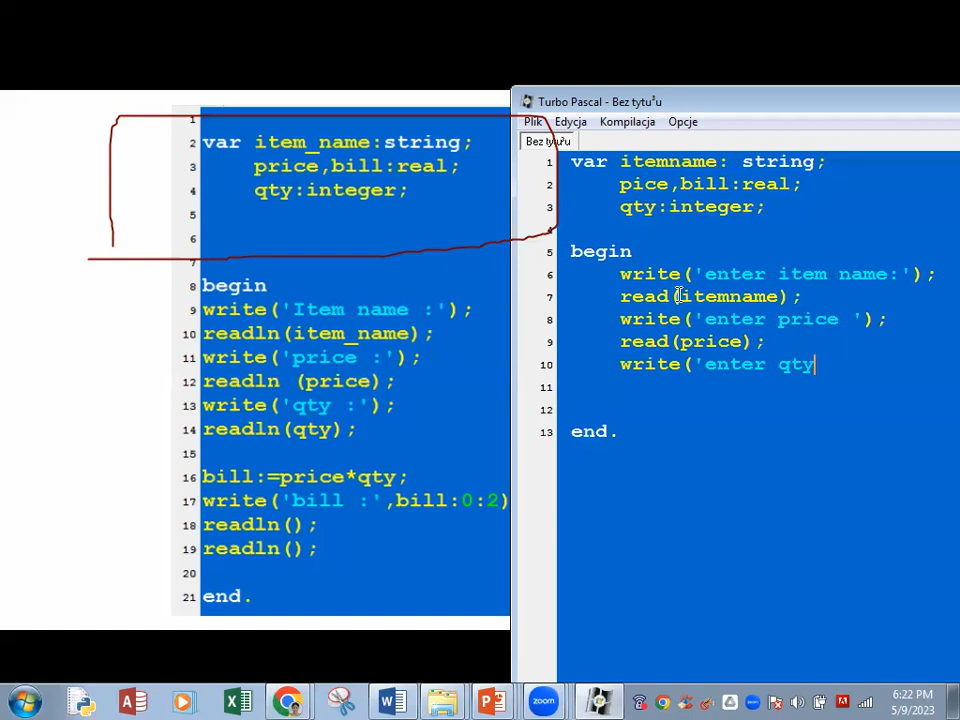 1
2 var item_name:string;
3 price,bill:real;
4 qty:integer;
5
6
7
8 begin
9 write('Item name :');
10 readln(item_name);
11 write('price :');
12 readln (price);
13 write('qty :');
14 readln(qty);
15
16 bill:=price*qty;
17 write('bill :',bill:0:2)
18 readln();
19 readln();
20
21 end.
Turbo Pascal - Bez tytu³u
Plik Edycja Kompilacja Opcje
Bez tytu³u
1 var itemname: string;
2 pice,bill:real;
3 qty:integer;
4
5 begin
6 write('enter item name:');
7 read(itemname);
8 write('enter price ');
9 read(price);
10 write('enter qty
11
12
13 end.
zoom
6:22 PM
5/9/2023